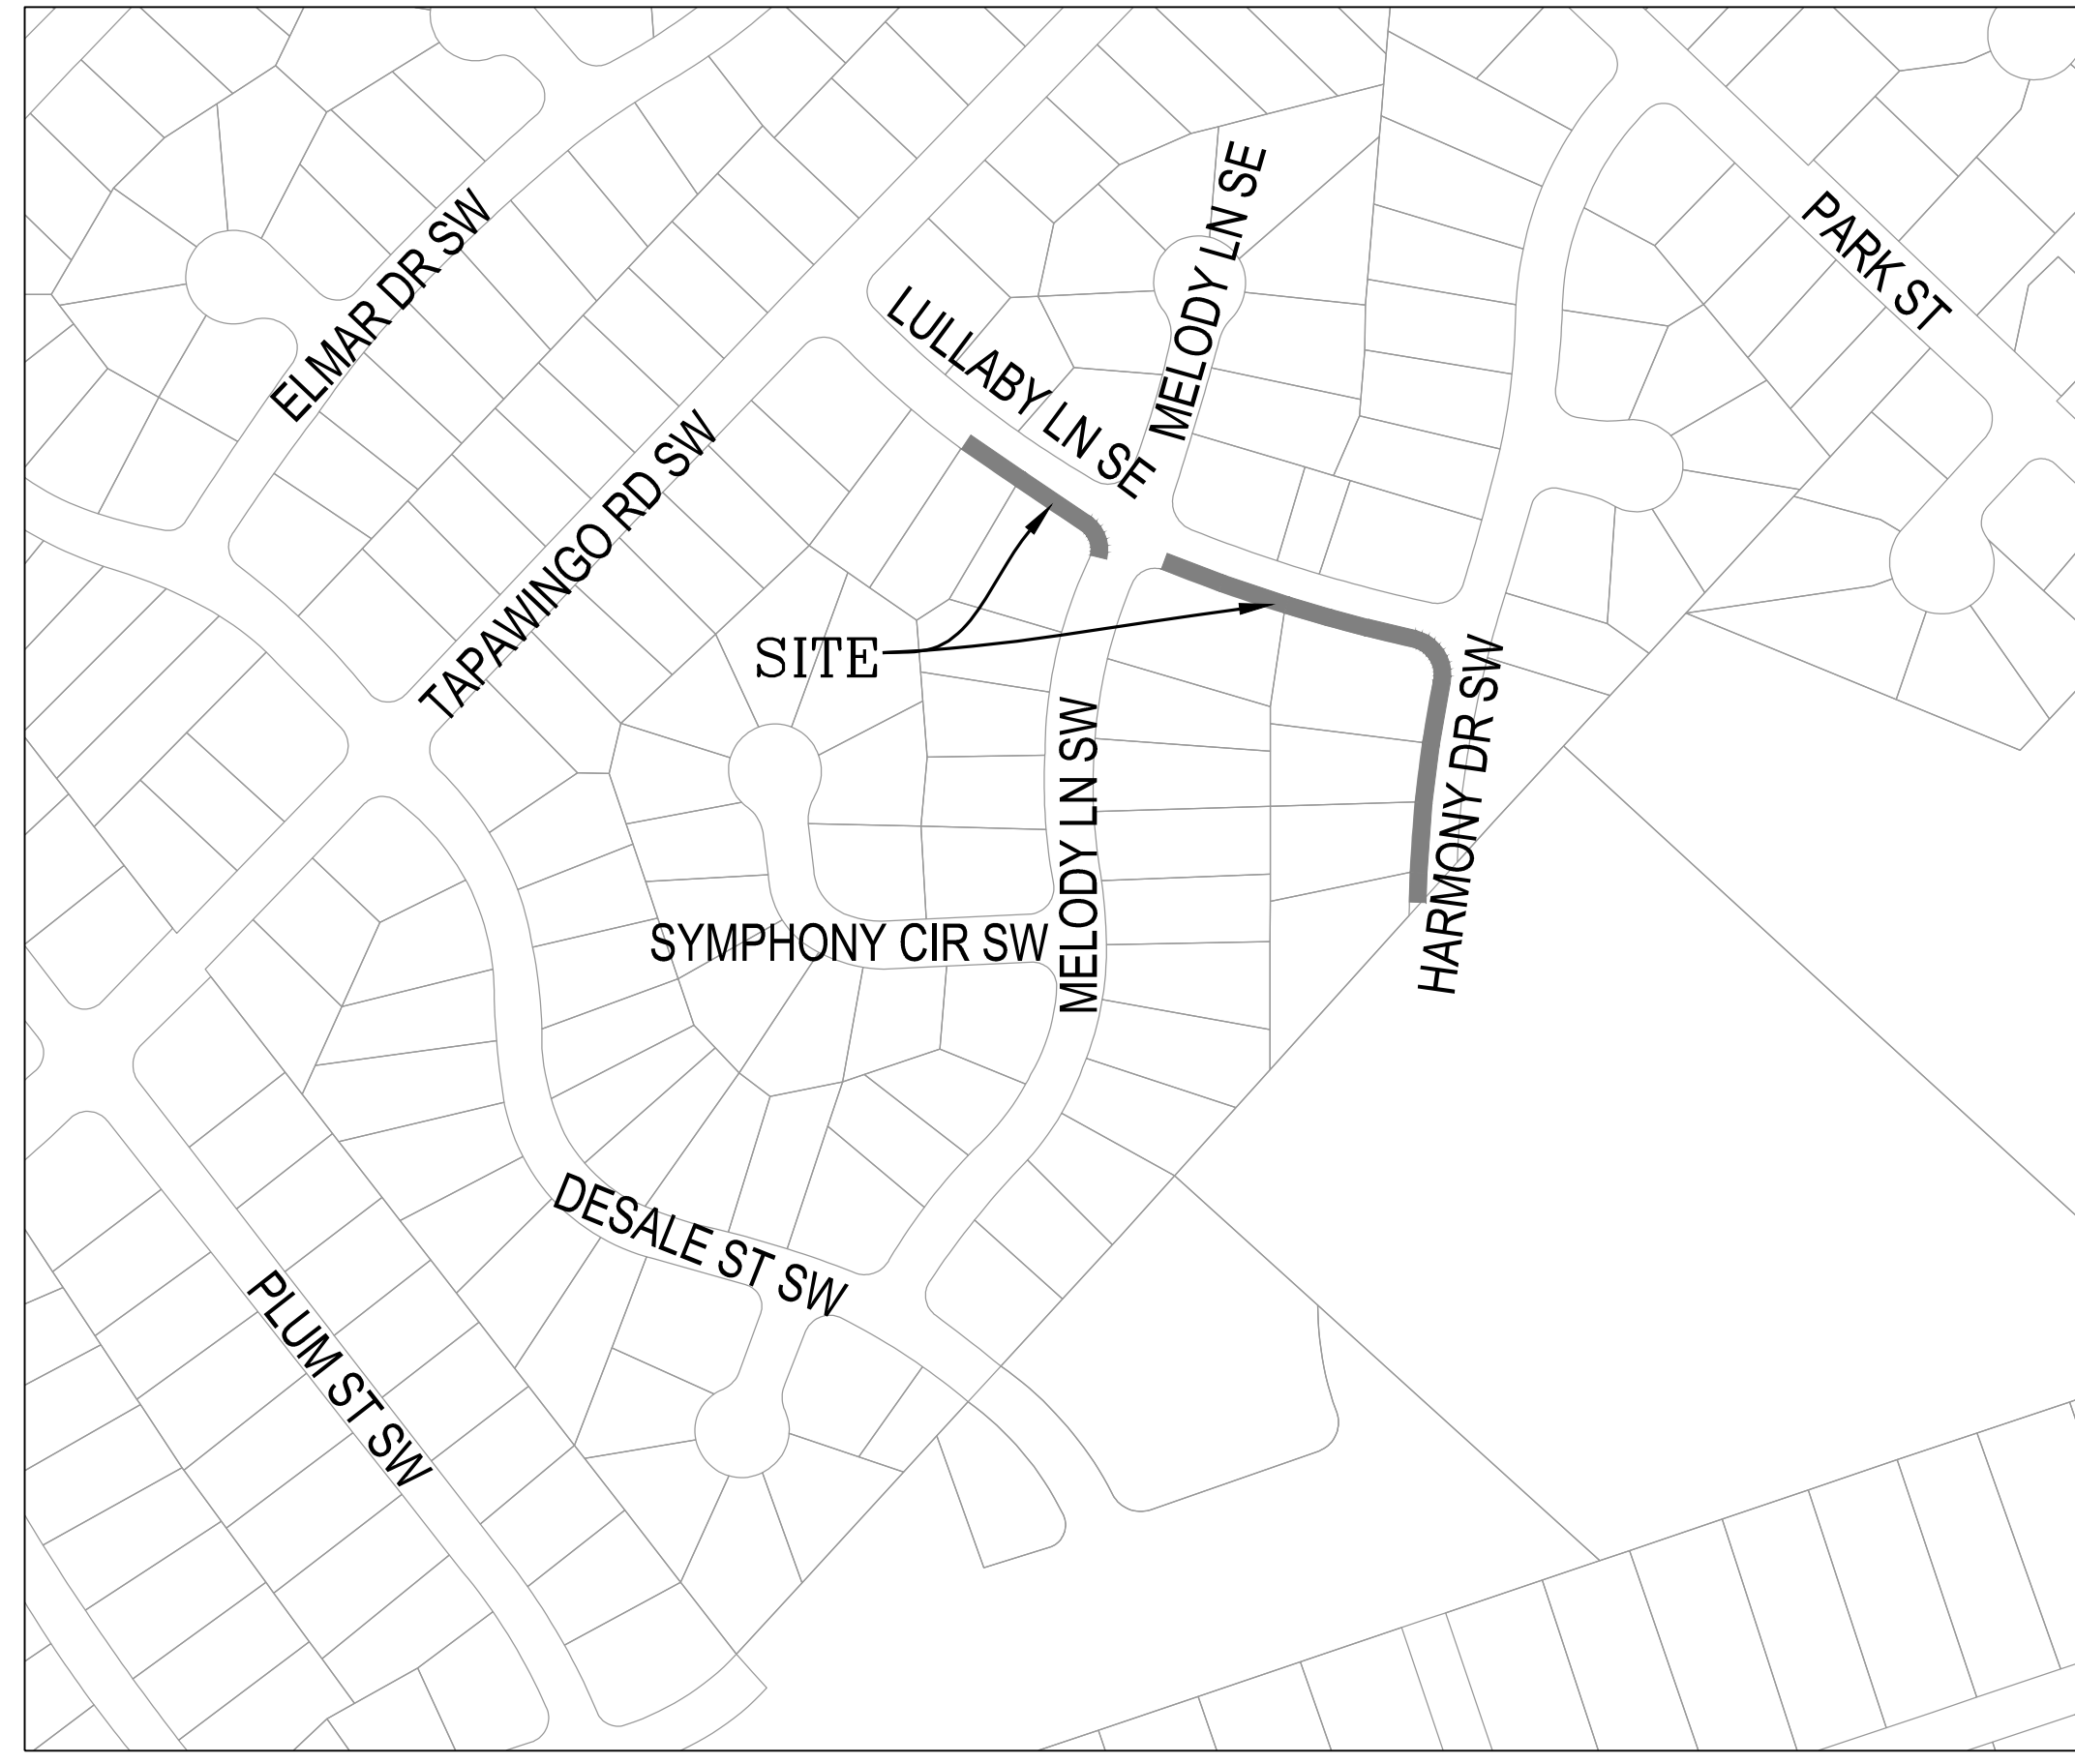 MELODY LN SE
PARK ST
ELMAR DR SW
LULLABY LN SE
TAPAWINGO RD SW
SITE
HARMONY DR SW
MELODY LN SW
SYMPHONY CIR SW
DESALE ST SW
PLUM ST SW